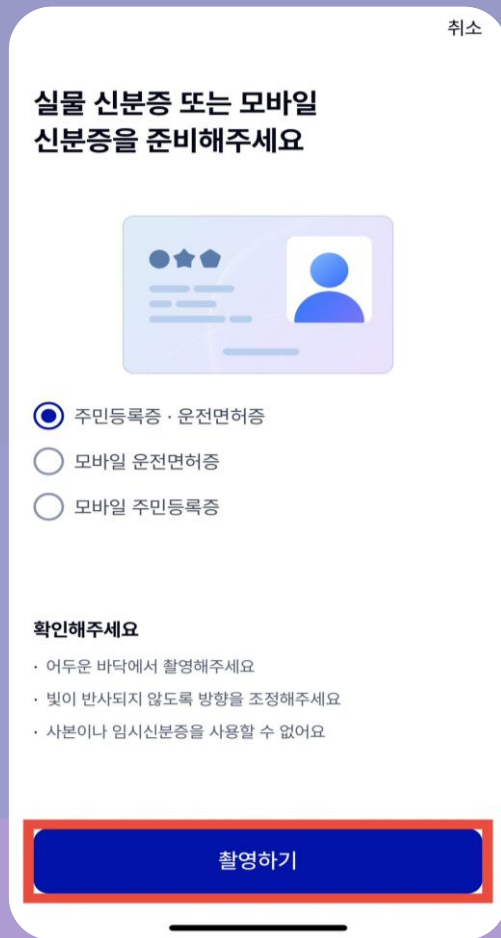 취소
실물 신분증 또는 모바일
신분증을 준비해주세요
주민등록증 · 운전면허증
모바일 운전면허증
모바일 주민등록증
확인해주세요
· 어두운 바닥에서 촬영해주세요
· 빛이 반사되지 않도록 방향을 조정해주세요
· 사본이나 임시신분증을 사용할 수 없어요
촬영하기